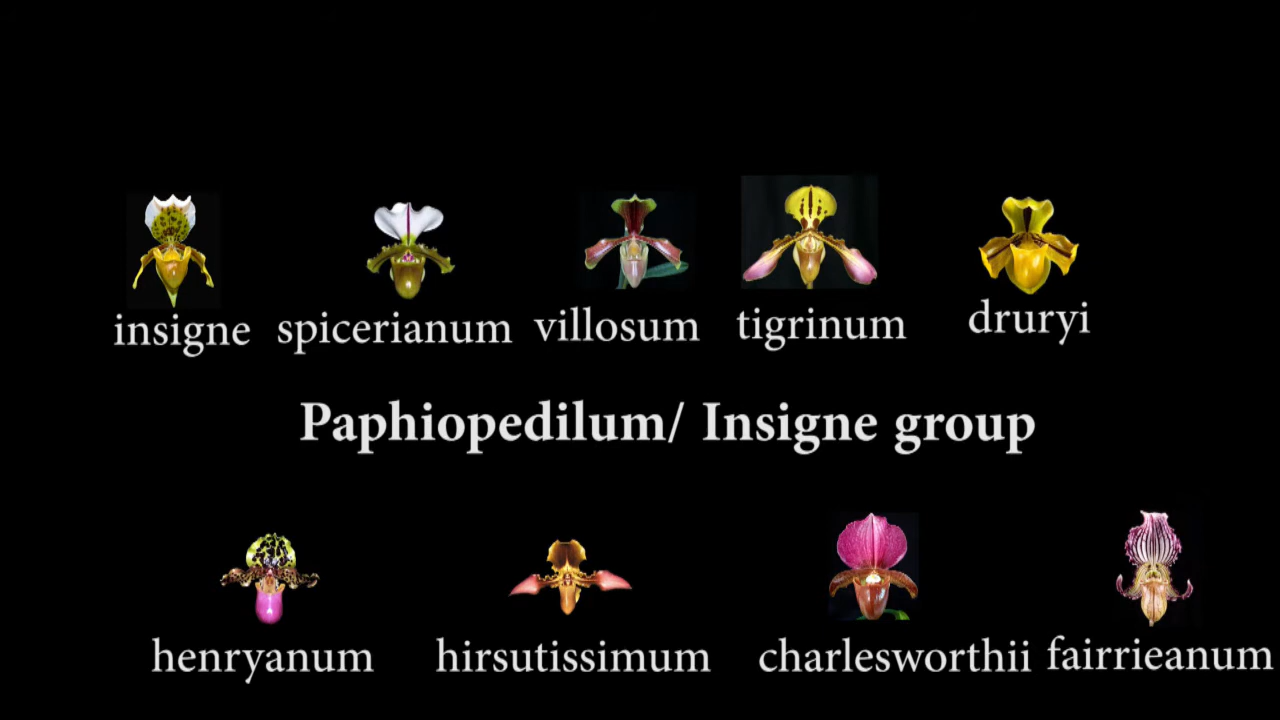 insigne spicerianum villosum tigrinum druryi
Paphiopedilum/ Insigne group
henryanum hirsutissimum charlesworthii fairrieanum